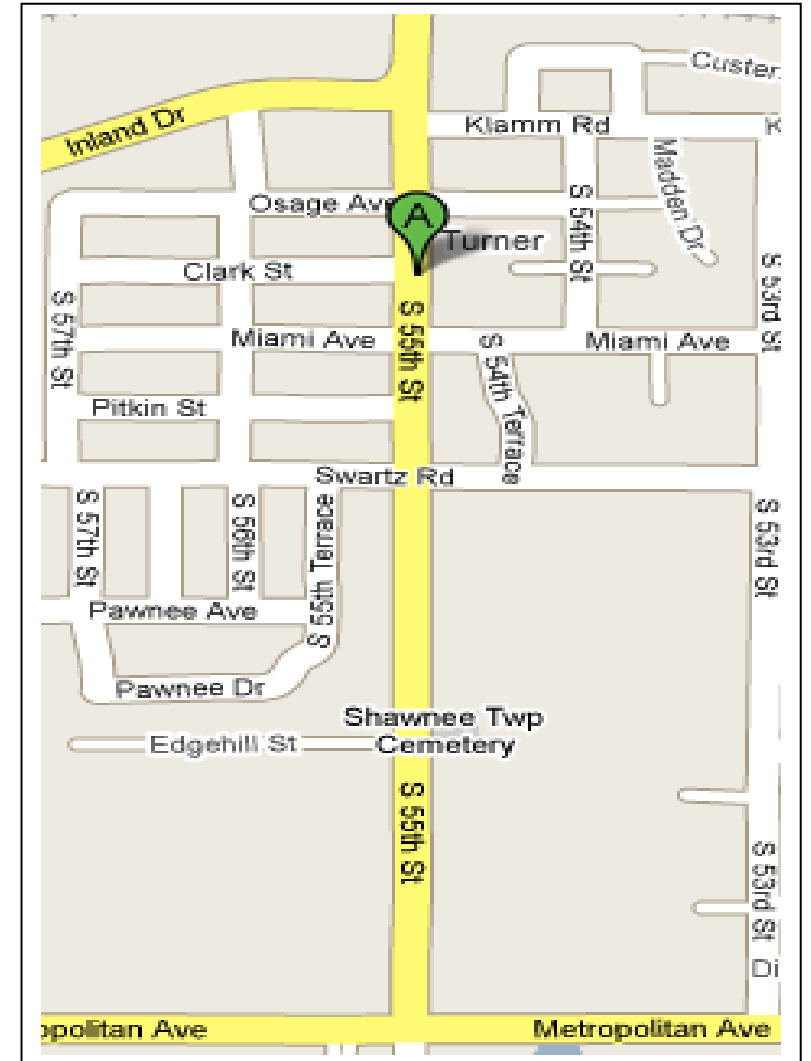 Custer
Inland Dr
Klamm Rd
K
Madden Dr
Osage Ave
A
S 54th St
Turner
Clark St
S 53rd St
S 57th St
S 55th St
Miami Ave
S 54th Terrace
Miami Ave
Pitkin St
Swartz Rd
S 57th St
S 56th St
S 55th Terrace
S 53rd St
Pawnee Ave
Pawnee Dr
Shawnee Twp
Cemetery
Edgehill St
S 55th St
S 53rd St
Di
opolitan Ave
Metropolitan Ave